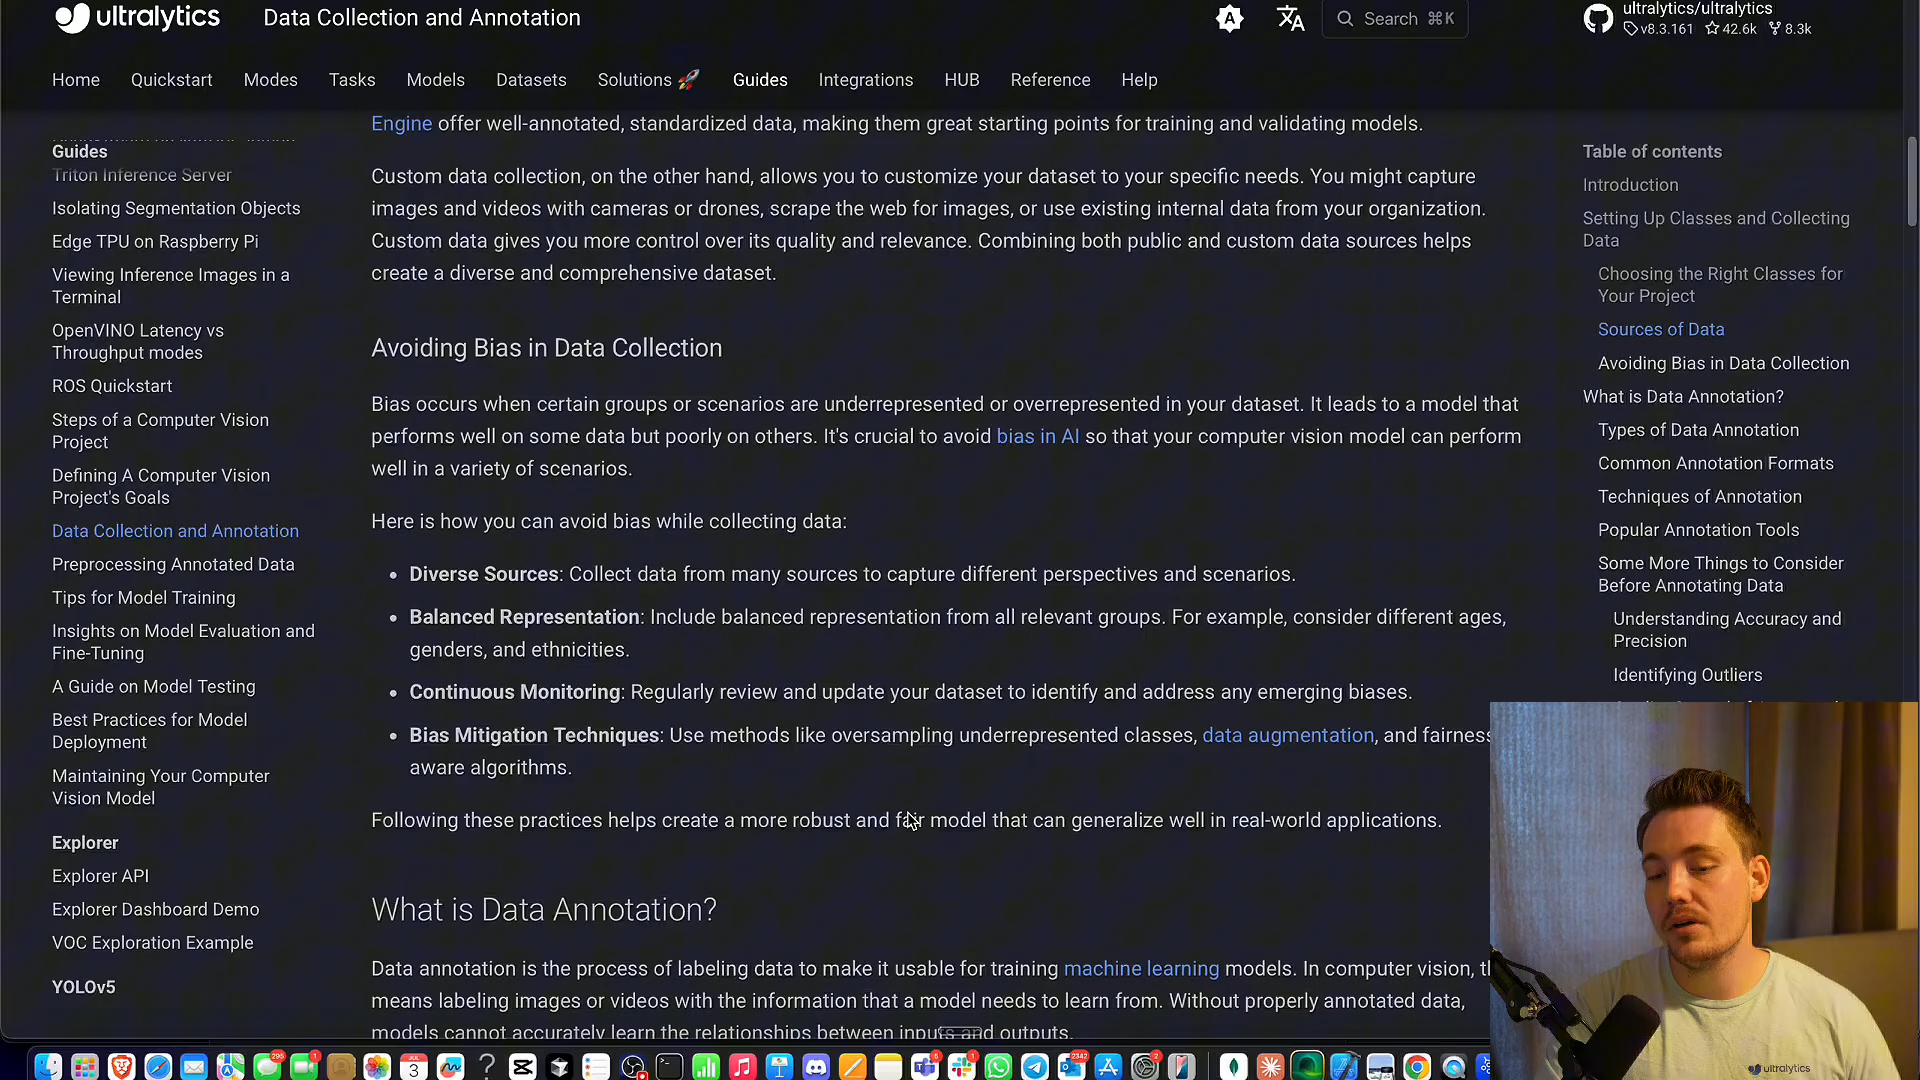 ultralytics
Data Collection and Annotation
Search ⌘K
ultralytics/ultralytics
v8.3.161 42.6k 8.3k
Home Quickstart Modes Tasks Models Datasets Solutions 🚀 Guides Integrations HUB Reference Help
Guides
Triton Inference Server
Isolating Segmentation Objects
Edge TPU on Raspberry Pi
Viewing Inference Images in a
Terminal
OpenVINO Latency vs
Throughput modes
ROS Quickstart
Steps of a Computer Vision
Project
Defining A Computer Vision
Project's Goals
Data Collection and Annotation
Preprocessing Annotated Data
Tips for Model Training
Insights on Model Evaluation and
Fine-Tuning
A Guide on Model Testing
Best Practices for Model
Deployment
Maintaining Your Computer
Vision Model
Explorer
Explorer API
Explorer Dashboard Demo
VOC Exploration Example
YOLOv5
Engine offer well-annotated, standardized data, making them great starting points for training and validating models.
Custom data collection, on the other hand, allows you to customize your dataset to your specific needs. You might capture
images and videos with cameras or drones, scrape the web for images, or use existing internal data from your organization.
Custom data gives you more control over its quality and relevance. Combining both public and custom data sources helps
create a diverse and comprehensive dataset.
Avoiding Bias in Data Collection
Bias occurs when certain groups or scenarios are underrepresented or overrepresented in your dataset. It leads to a model that
performs well on some data but poorly on others. It's crucial to avoid bias in AI so that your computer vision model can perform
well in a variety of scenarios.
Here is how you can avoid bias while collecting data:
• Diverse Sources: Collect data from many sources to capture different perspectives and scenarios.
• Balanced Representation: Include balanced representation from all relevant groups. For example, consider different ages,
genders, and ethnicities.
• Continuous Monitoring: Regularly review and update your dataset to identify and address any emerging biases.
• Bias Mitigation Techniques: Use methods like oversampling underrepresented classes, data augmentation, and fairness
aware algorithms.
Following these practices helps create a more robust and fair model that can generalize well in real-world applications.
What is Data Annotation?
Data annotation is the process of labeling data to make it usable for training machine learning models. In computer vision,
means labeling images or videos with the information that a model needs to learn from. Without properly annotated data,
models cannot accurately learn the relationships between inputs and outputs.
Table of contents
Introduction
Setting Up Classes and Collecting
Data
Choosing the Right Classes for
Your Project
Sources of Data
Avoiding Bias in Data Collection
What is Data Annotation?
Types of Data Annotation
Common Annotation Formats
Techniques of Annotation
Popular Annotation Tools
Some More Things to Consider
Before Annotating Data
Understanding Accuracy and
Precision
Identifying Outliers
ultralytics